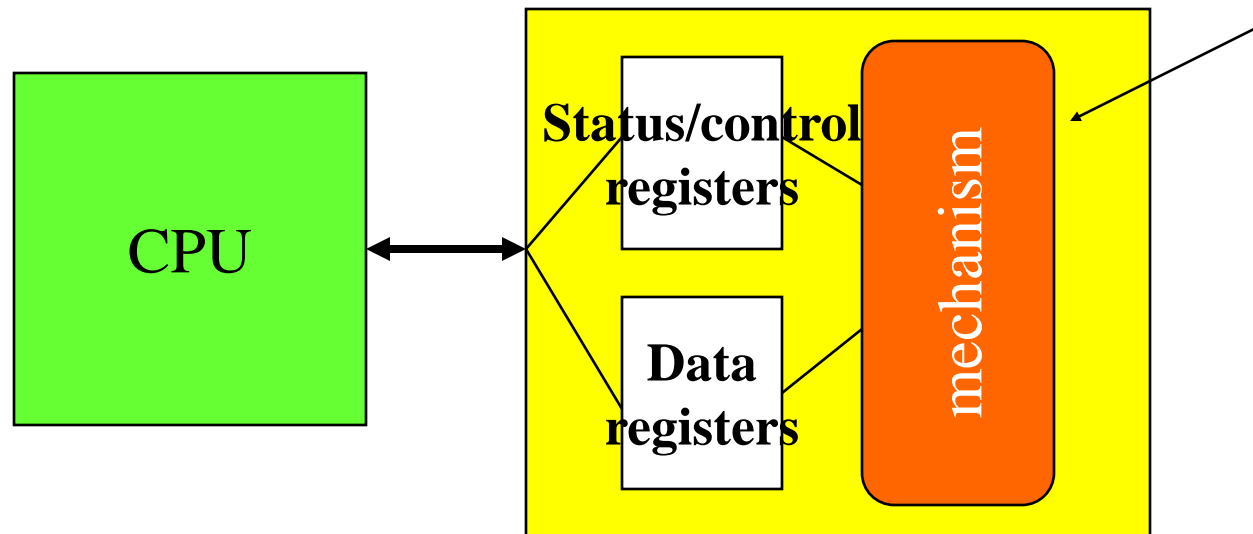 CPU
Status/control
registers
Data
registers
mechanism